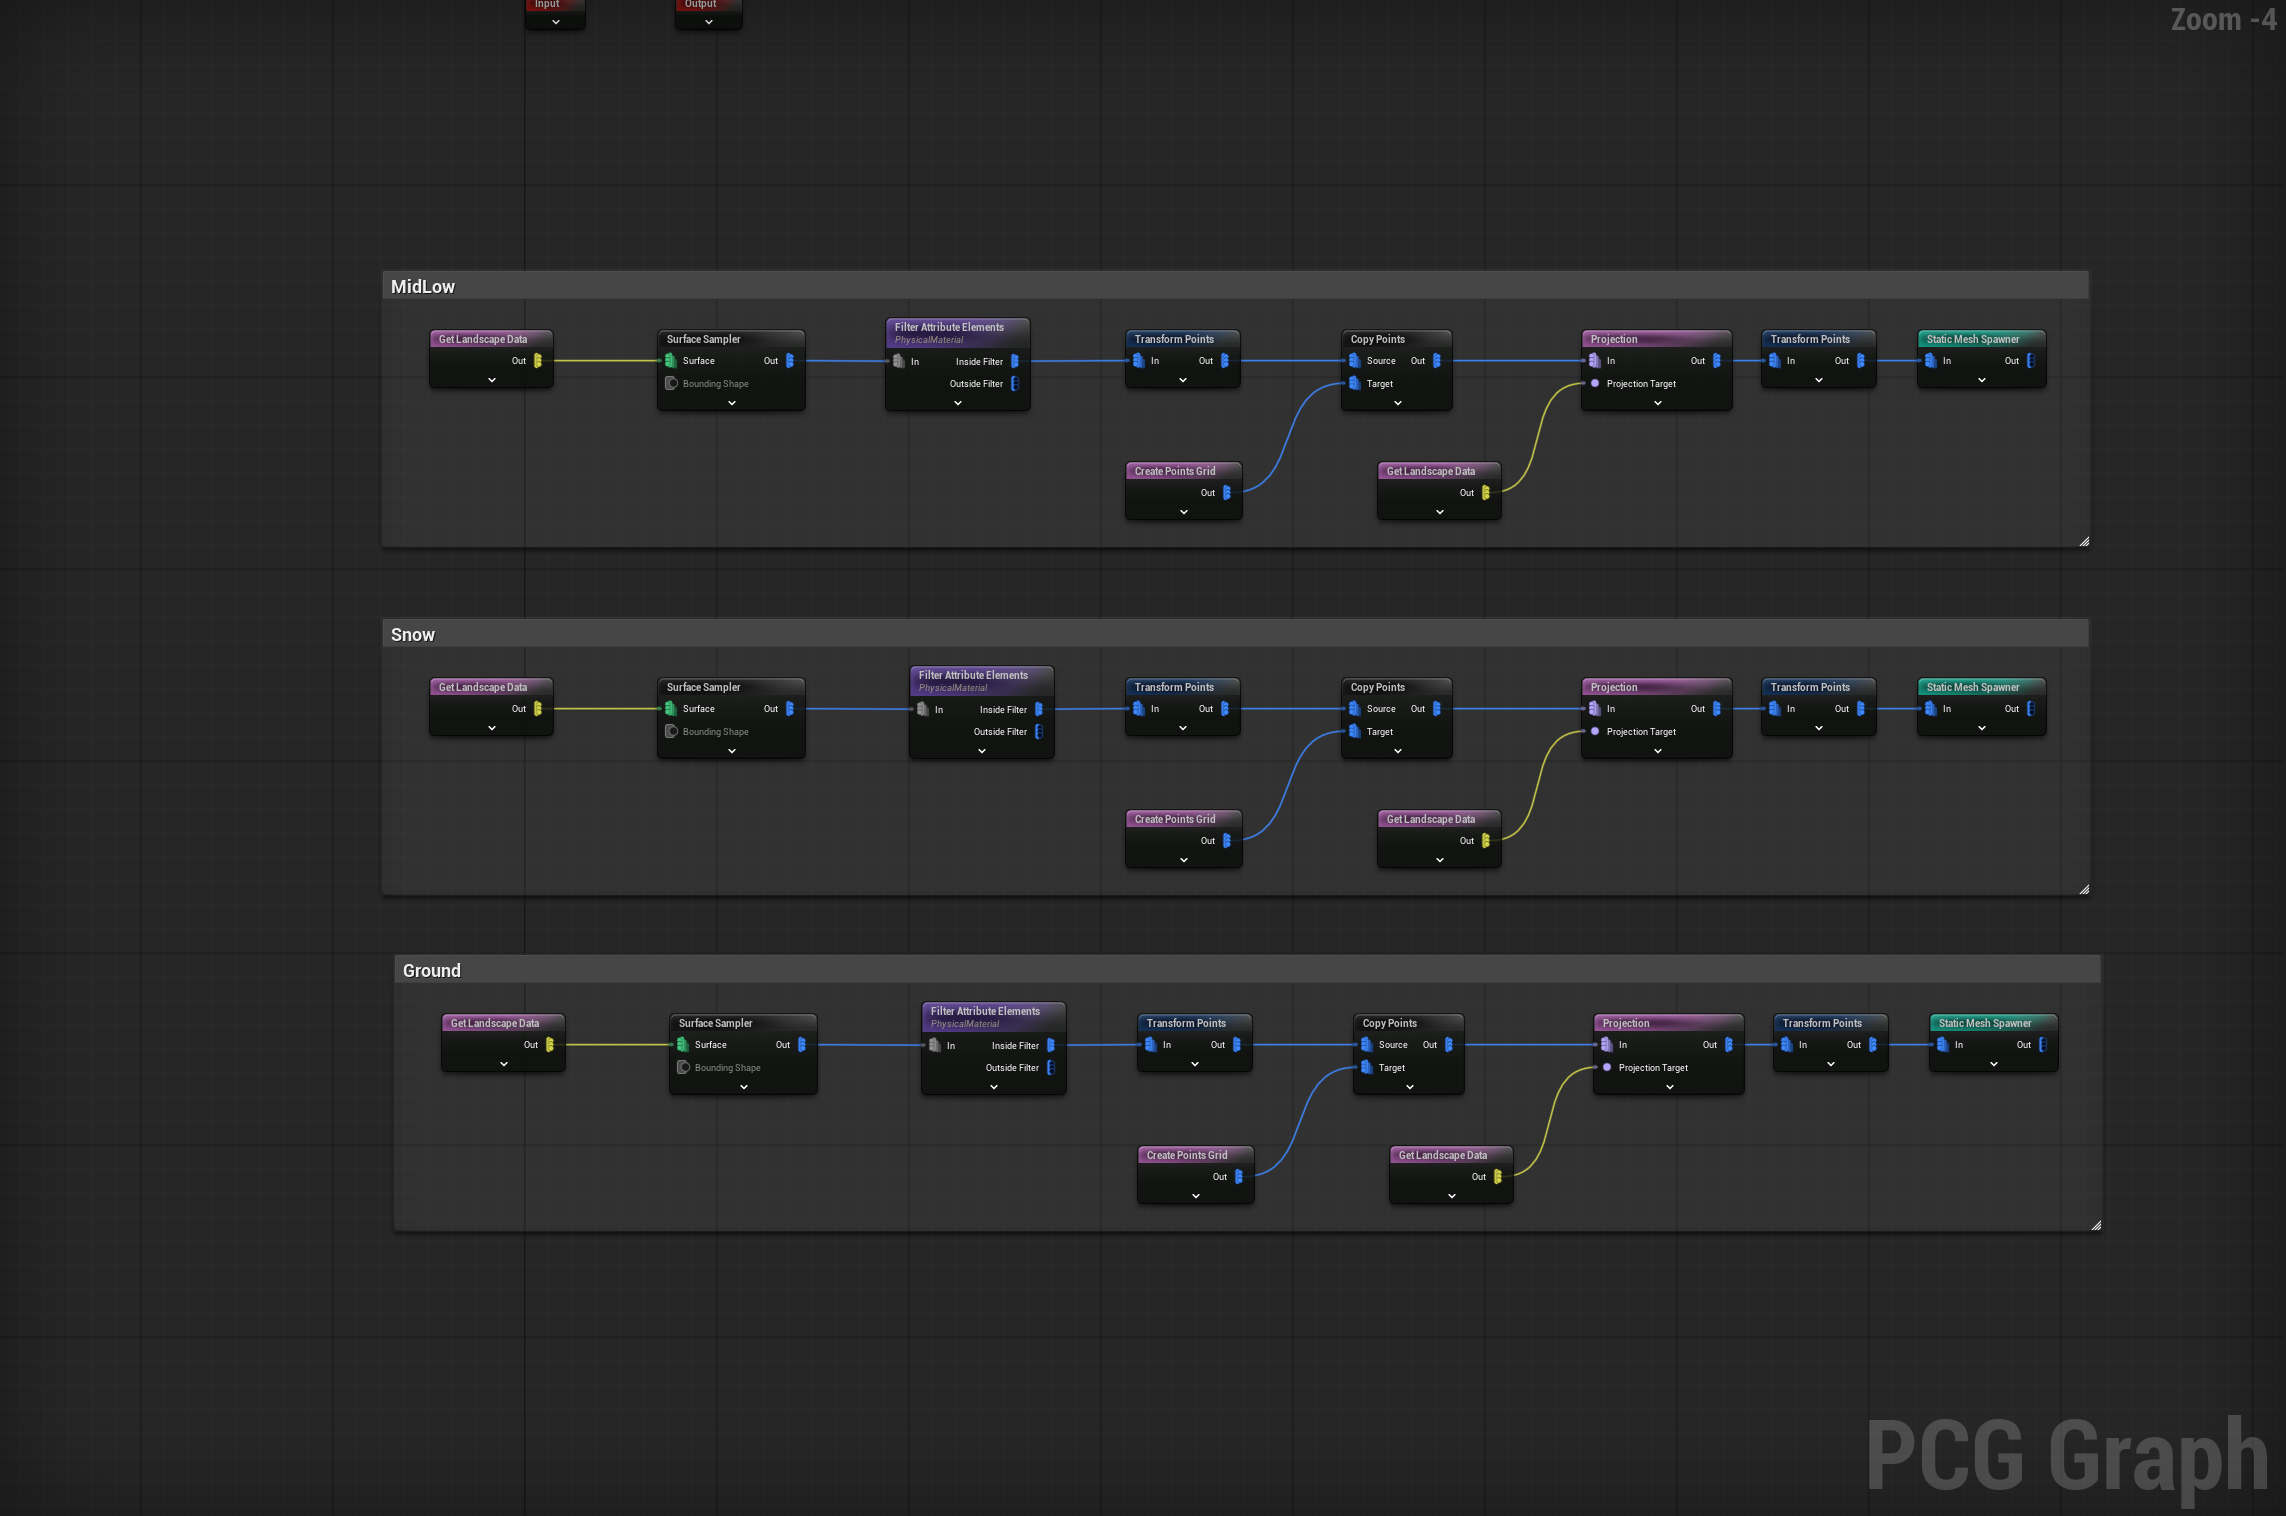 Input
Output
Zoom -4
MidLow
Get Landscape Data
Out
Surface Sampler
Surface
Out
Bounding Shape
Filter Attribute Elements
PhysicalMaterial
In
Inside Filter
Outside Filter
Transform Points
In
Out
Copy Points
Source
Out
Target
Projection
In
Out
Projection Target
Transform Points
In
Out
Static Mesh Spawner
In
Out
Create Points Grid
Out
Get Landscape Data
Out
Snow
Get Landscape Data
Out
Surface Sampler
Surface
Out
Bounding Shape
Filter Attribute Elements
PhysicalMaterial
In
Inside Filter
Outside Filter
Transform Points
In
Out
Copy Points
Source
Out
Target
Projection
In
Out
Projection Target
Transform Points
In
Out
Static Mesh Spawner
In
Out
Create Points Grid
Out
Get Landscape Data
Out
Ground
Get Landscape Data
Out
Surface Sampler
Surface
Out
Bounding Shape
Filter Attribute Elements
PhysicalMaterial
In
Inside Filter
Outside Filter
Transform Points
In
Out
Copy Points
Source
Out
Target
Projection
In
Out
Projection Target
Transform Points
In
Out
Static Mesh Spawner
In
Out
Create Points Grid
Out
Get Landscape Data
Out
PCG Graph